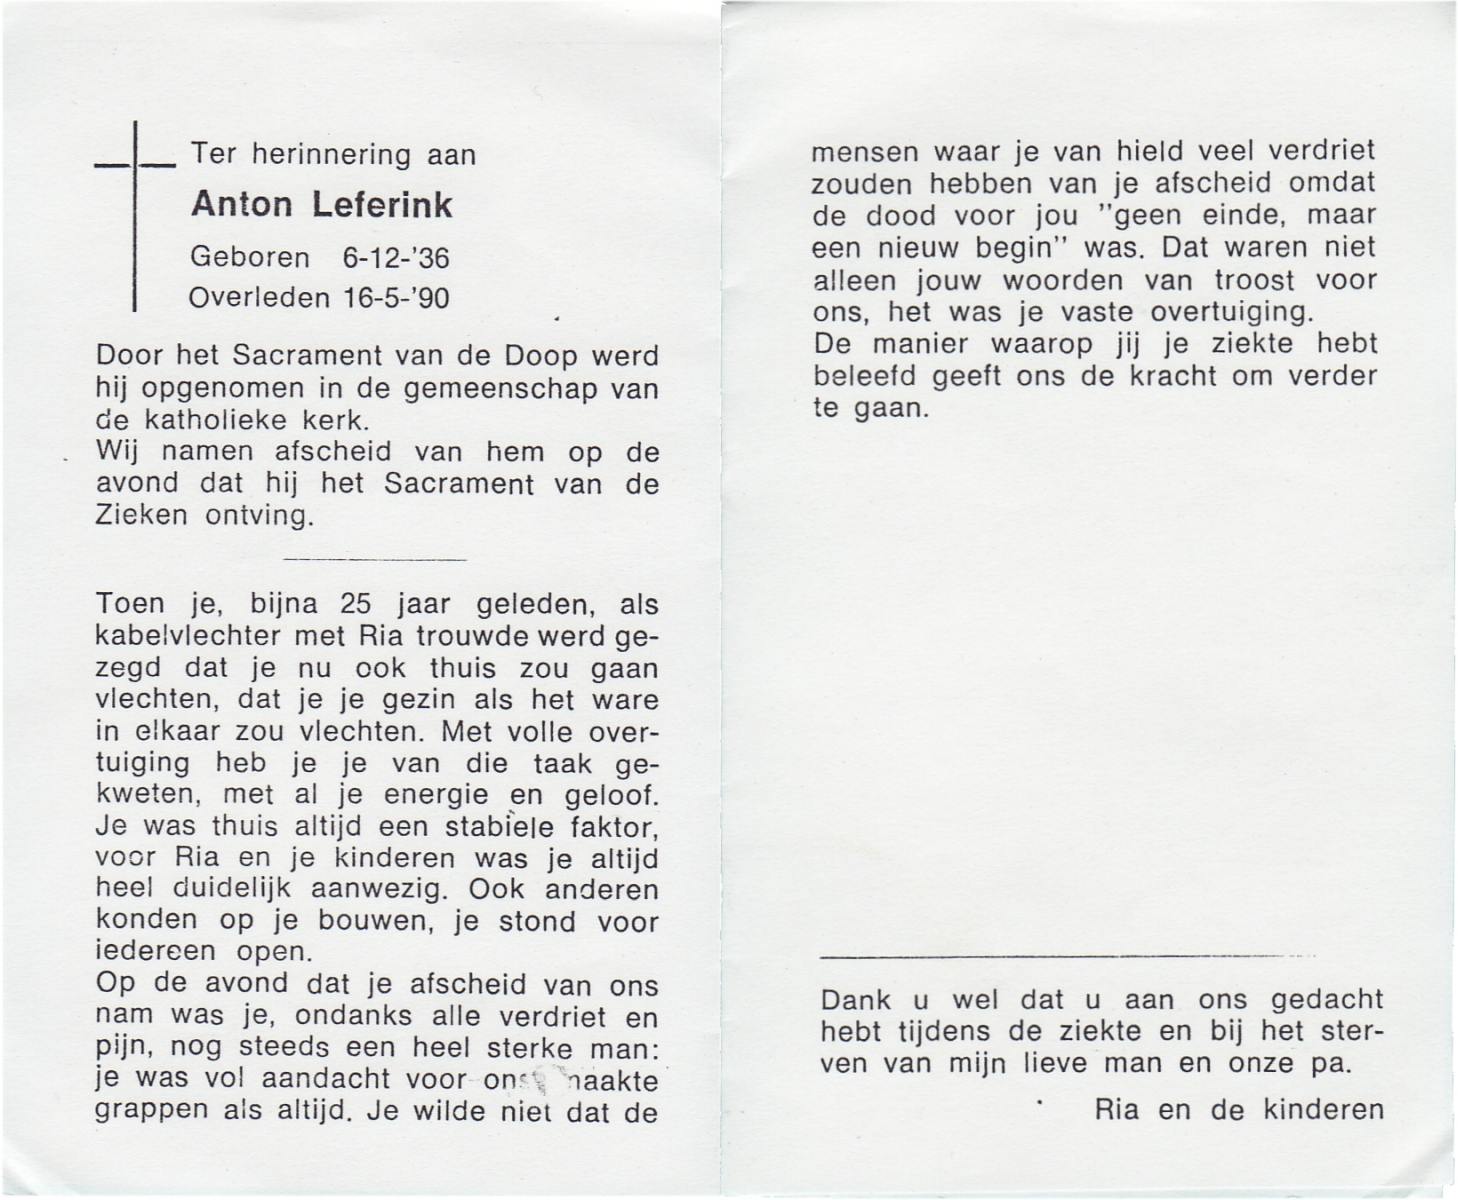 Ter herinnering aan
Anton Leferink
Geboren 6-12-'36
Overleden 16-5-'90
Door het Sacrament van de Doop werd
hij opgenomen in de gemeenschap van
de katholieke kerk.
Wij namen afscheid van hem op de
avond dat hij het Sacrament van de
Zieken ontving.
Toen je, bijna 25 jaar geleden, als
kabelvlechter met Ria trouwde werd ge-
zegd dat je nu ook thuis zou gaan
vlechten, dat je je gezin als het ware
in elkaar zou vlechten. Met volle over-
tuiging heb je je van die taak ge-
kweten, met al je energie en geloof.
Je was thuis altijd een stabiele faktor,
voor Ria en je kinderen was je altijd
heel duidelijk aanwezig. Ook anderen
konden op je bouwen, je stond voor
iedereen open.
Op de avond dat je afscheid van ons
nam was je, ondanks alle verdriet en
pijn, nog steeds een heel sterke man:
je was vol aandacht voor ons, maakte
grappen als altijd. Je wilde niet dat de
mensen waar je van hield veel verdriet
zouden hebben van je afscheid omdat
de dood voor jou "geen einde, maar
een nieuw begin" was. Dat waren niet
alleen jouw woorden van troost voor
ons, het was je vaste overtuiging.
De manier waarop jij je ziekte hebt
beleefd geeft ons de kracht om verder
te gaan.
Dank u wel dat u aan ons gedacht
hebt tijdens de ziekte en bij het ster-
ven van mijn lieve man en onze pa.
Ria en de kinderen